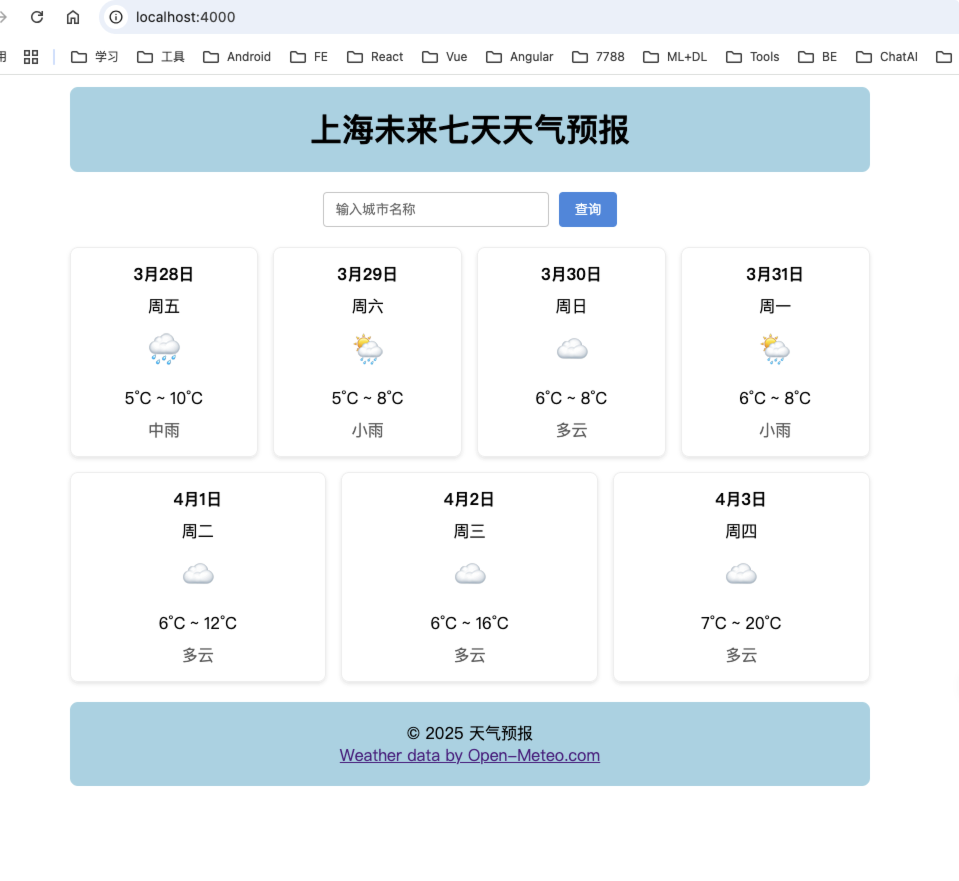 localhost:4000
学习 工具 Android FE React Vue Angular 7788 ML+DL Tools BE ChatAI
上海未来七天天气预报
输入城市名称 查询
3月28日 3月29日 3月30日 3月31日
周五 周六 周日 周一
5°C ~ 10°C 5°C ~ 8°C 6°C ~ 8°C 6°C ~ 8°C
中雨 小雨 多云 小雨
4月1日 4月2日 4月3日
周二 周三 周四
6°C ~ 12°C 6°C ~ 16°C 7°C ~ 20°C
多云 多云 多云
© 2025 天气预报
Weather data by Open-Meteo.com